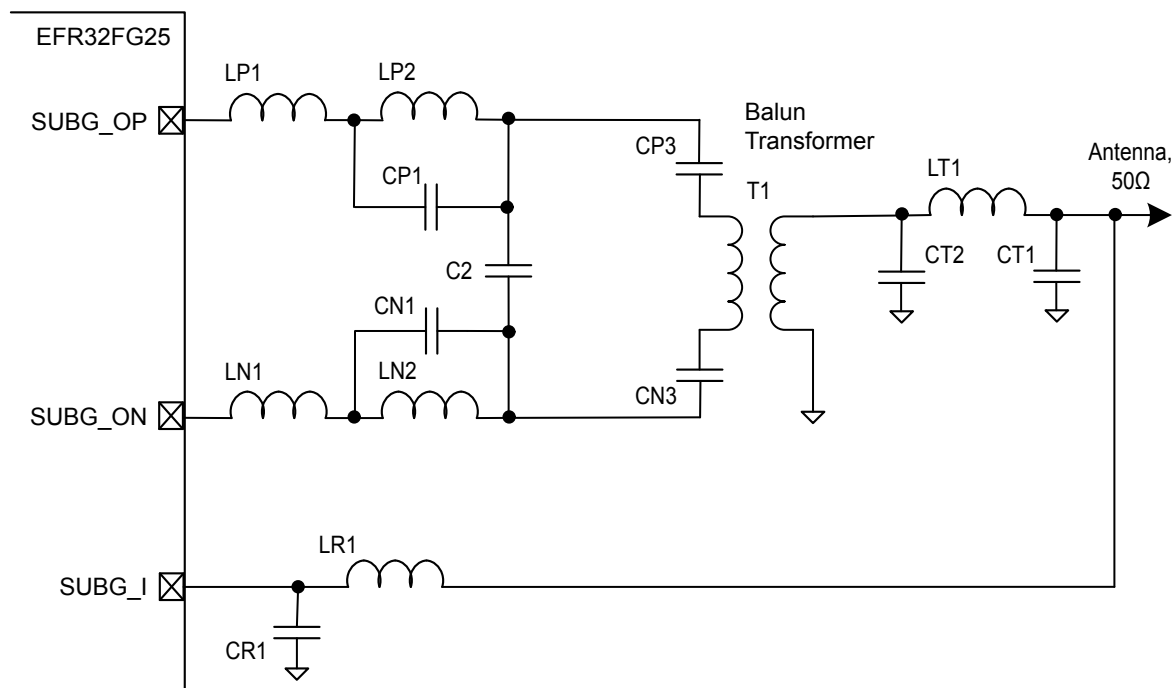 EFR32FG25
LP1
LP2
SUBG_OP
Balun
Transformer
CP3
CP1
T1
LT1
Antenna,
50Ω
C2
CT2
CT1
CN1
LN1
LN2
CN3
SUBG_ON
LR1
SUBG_I
CR1